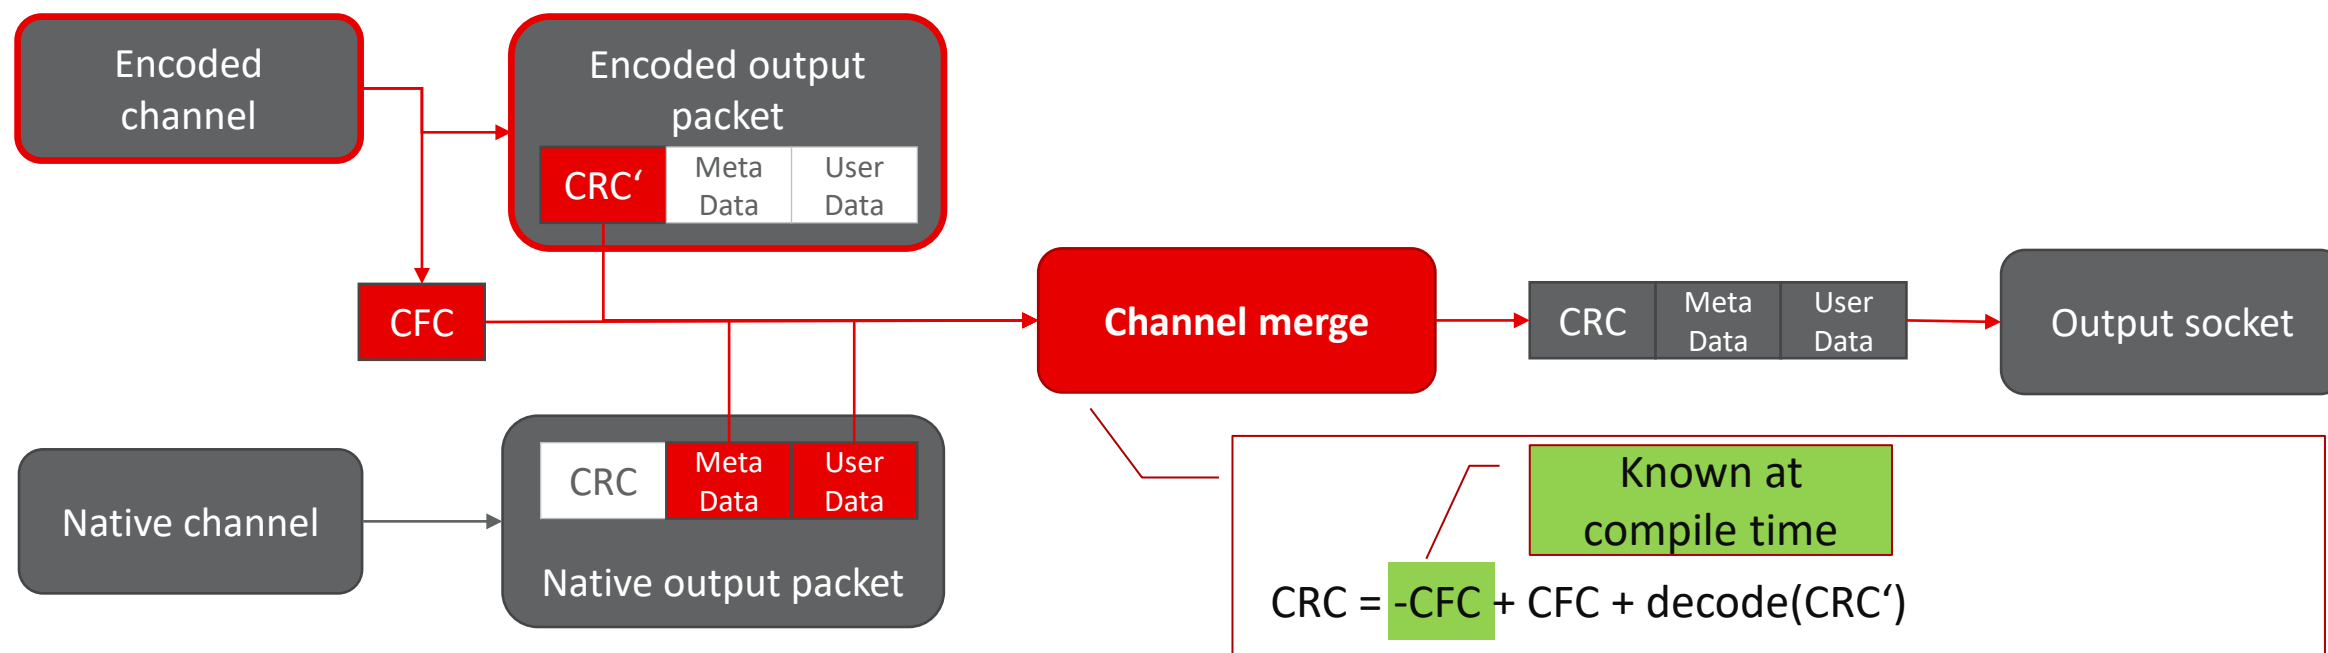 Encoded
channel
Encoded output
packet
CRC‘
Meta
Data
User
Data
CFC
Channel merge
CRC
Meta
Data
User
Data
Output socket
Native channel
CRC
Meta
Data
User
Data
Native output packet
Known at
compile time
CRC = -CFC + CFC + decode(CRC‘)